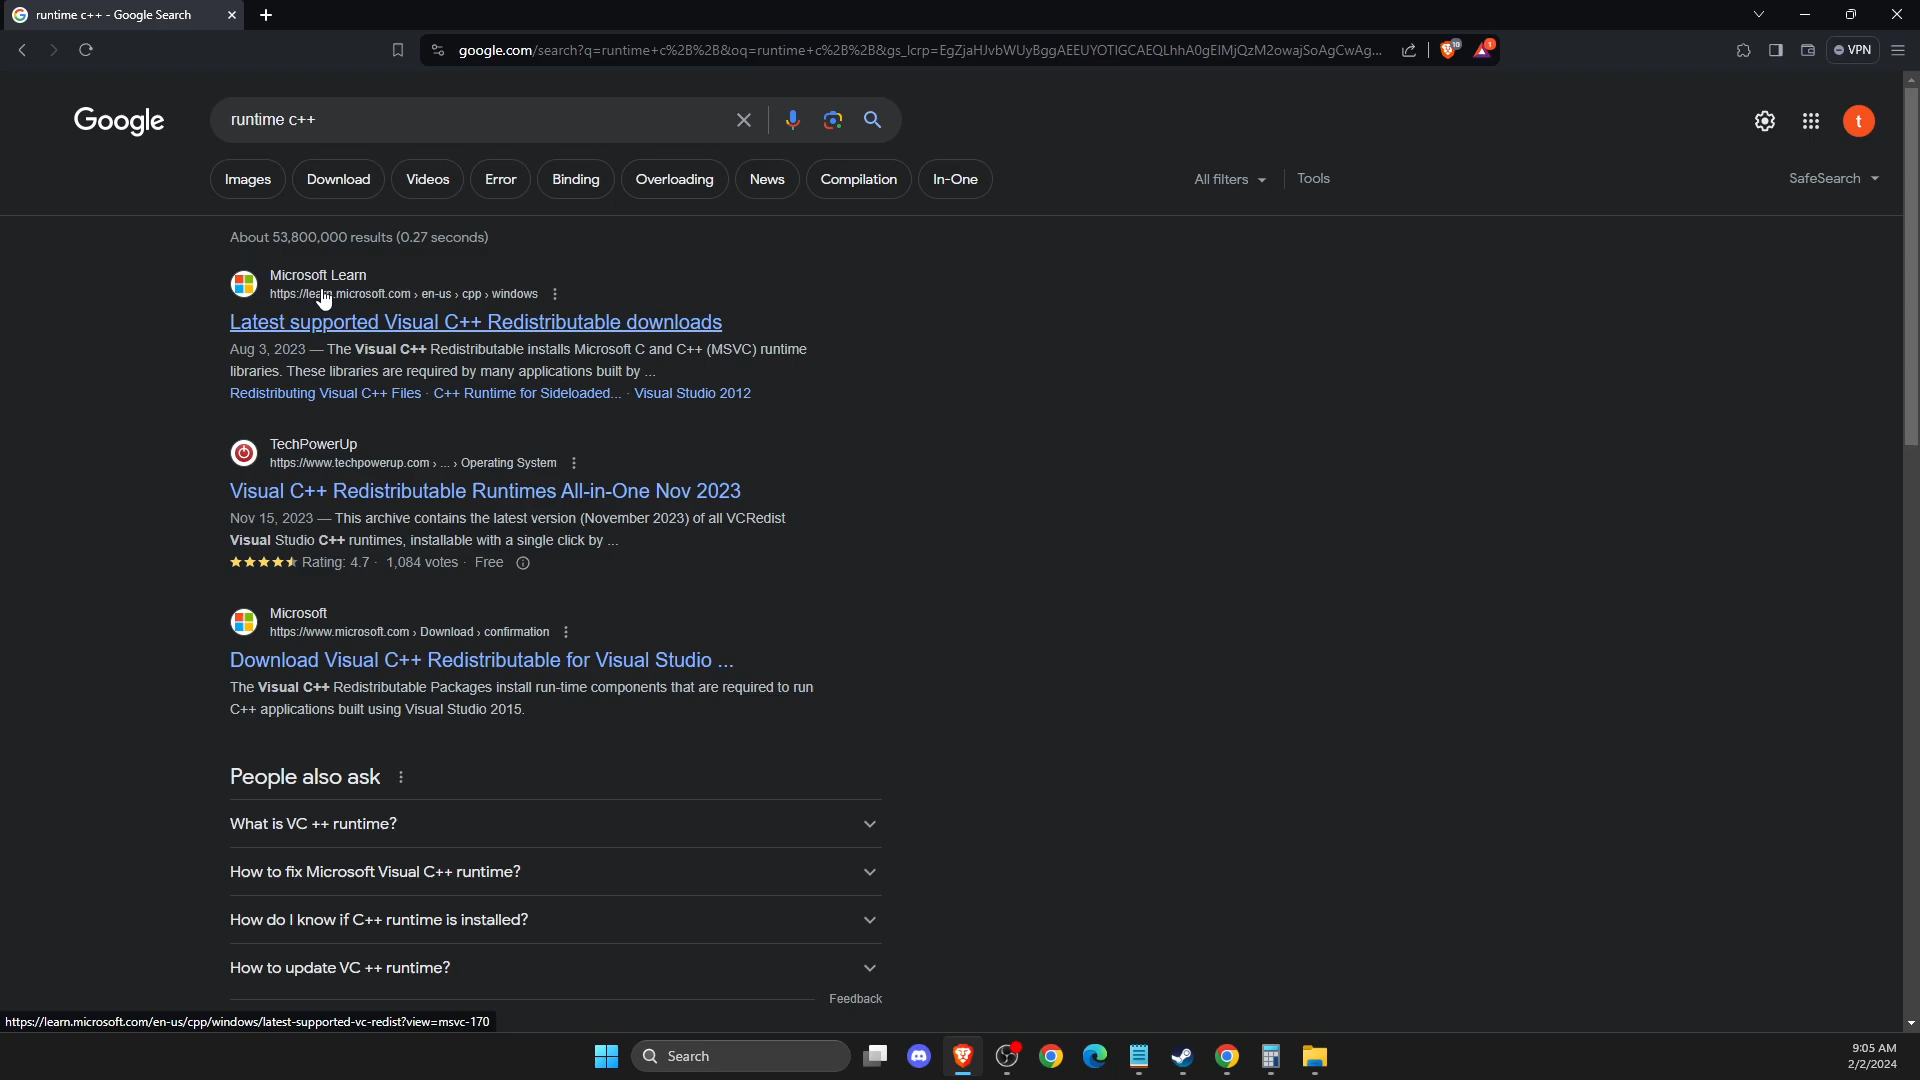 runtime c++ - Google Search
google.com/search?q=runtime+c%2B%2B&oq=runtime+c%2B%2B&gs_lcrp=EgZjaHJvbWUyBggAEEUYOTIGCAEQLhhA0gEIMjQzM2owajSoAgCwAg...
10
1
VPN
Google
runtime c++
t
Images
Download
Videos
Error
Binding
Overloading
News
Compilation
In-One
All filters
Tools
SafeSearch
About 53,800,000 results (0.27 seconds)
Microsoft Learn
https://learn.microsoft.com › en-us › cpp › windows
Latest supported Visual C++ Redistributable downloads
Aug 3, 2023 — The Visual C++ Redistributable installs Microsoft C and C++ (MSVC) runtime
libraries. These libraries are required by many applications built by ...
Redistributing Visual C++ Files · C++ Runtime for Sideloaded... · Visual Studio 2012
TechPowerUp
https://www.techpowerup.com › ... › Operating System
Visual C++ Redistributable Runtimes All-in-One Nov 2023
Nov 15, 2023 — This archive contains the latest version (November 2023) of all VCRedist
Visual Studio C++ runtimes, installable with a single click by ...
Rating: 4.7 · 1,084 votes · Free
Microsoft
https://www.microsoft.com › Download › confirmation
Download Visual C++ Redistributable for Visual Studio ...
The Visual C++ Redistributable Packages install run-time components that are required to run
C++ applications built using Visual Studio 2015.
People also ask
What is VC ++ runtime?
How to fix Microsoft Visual C++ runtime?
How do I know if C++ runtime is installed?
How to update VC ++ runtime?
Feedback
https://learn.microsoft.com/en-us/cpp/windows/latest-supported-vc-redist?view=msvc-170
Search
9:05 AM
2/2/2024